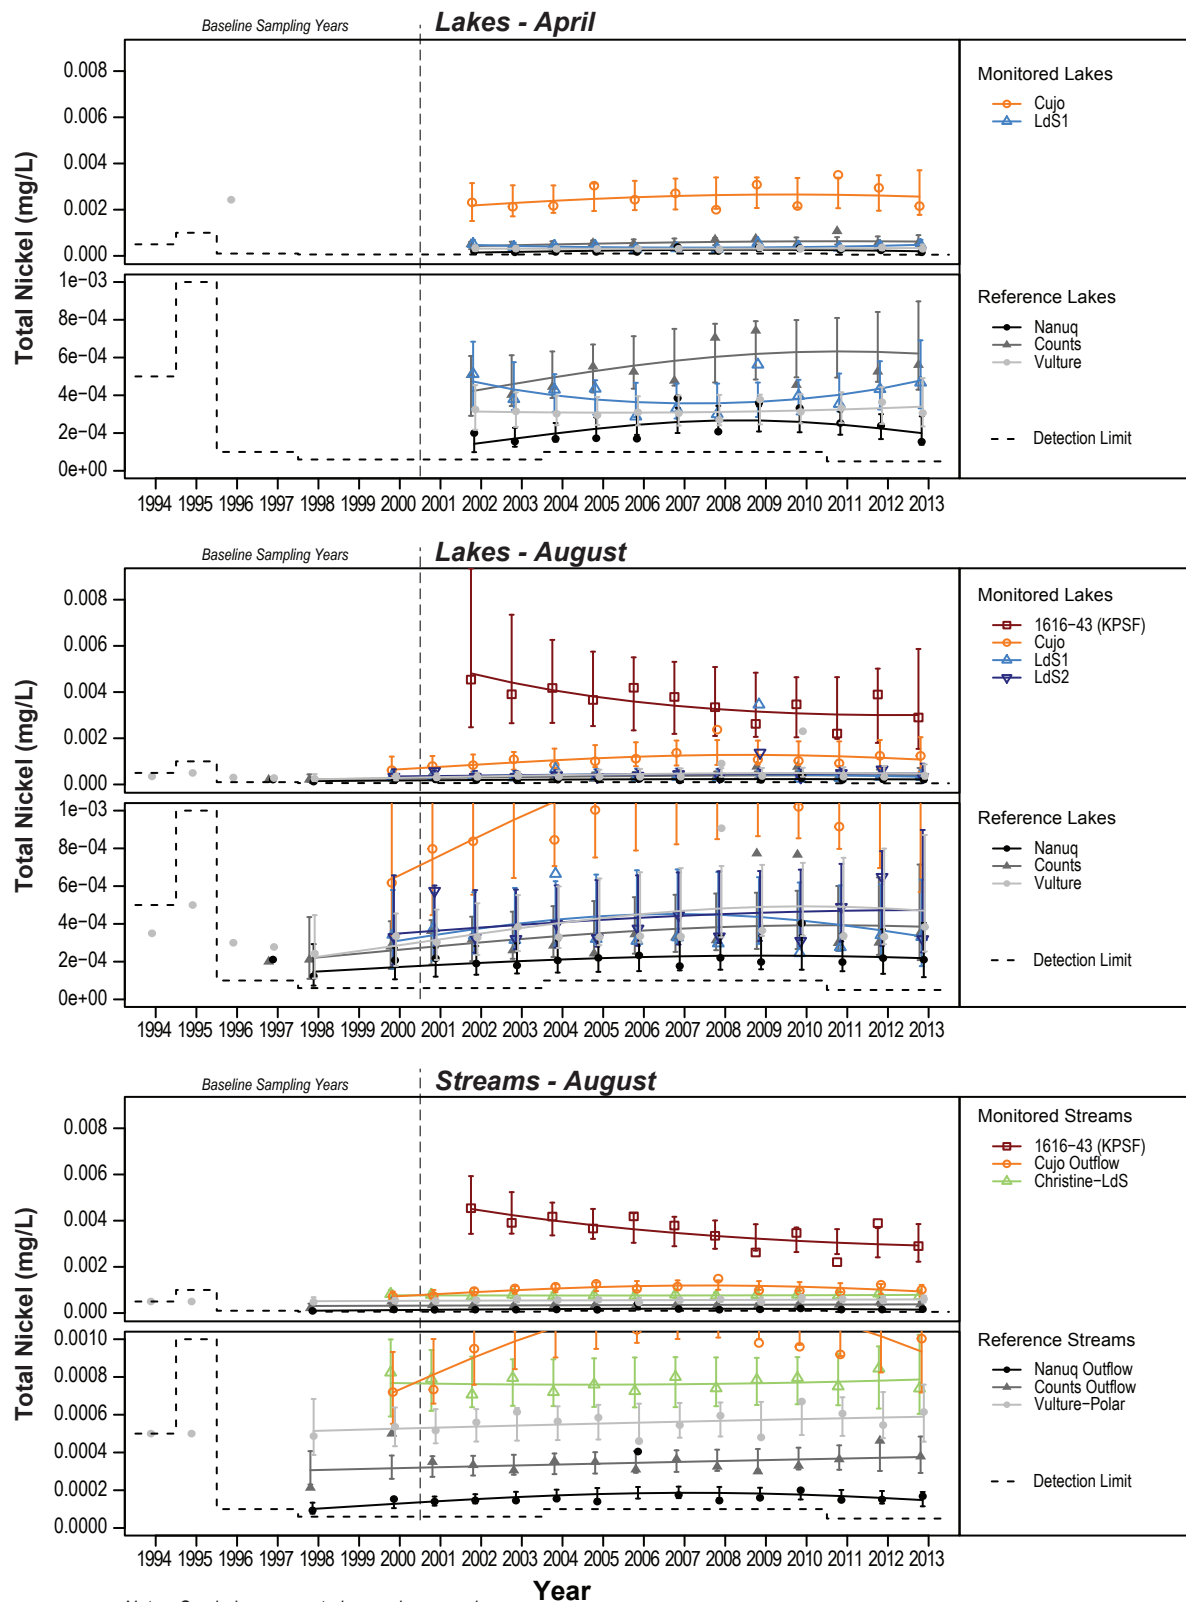 Baseline Sampling Years
Lakes - April
Total Nickel (mg/L)
0.008
0.006
0.004
0.002
0.000
Monitored Lakes
Cujo
LdS1
1e−03
8e−04
6e−04
4e−04
2e−04
0e+00
Reference Lakes
Nanuq
Counts
Vulture
Detection Limit
1994 1995 1996 1997 1998 1999 2000 2001 2002 2003 2004 2005 2006 2007 2008 2009 2010 2011 2012 2013
Baseline Sampling Years
Lakes - August
Total Nickel (mg/L)
0.008
0.006
0.004
0.002
0.000
Monitored Lakes
1616−43 (KPSF)
Cujo
LdS1
LdS2
1e−03
8e−04
6e−04
4e−04
2e−04
0e+00
Reference Lakes
Nanuq
Counts
Vulture
Detection Limit
1994 1995 1996 1997 1998 1999 2000 2001 2002 2003 2004 2005 2006 2007 2008 2009 2010 2011 2012 2013
Baseline Sampling Years
Streams - August
Total Nickel (mg/L)
0.008
0.006
0.004
0.002
0.000
Monitored Streams
1616−43 (KPSF)
Cujo Outflow
Christine−LdS
0.0010
0.0008
0.0006
0.0004
0.0002
0.0000
Reference Streams
Nanuq Outflow
Counts Outflow
Vulture−Polar
Detection Limit
1994 1995 1996 1997 1998 1999 2000 2001 2002 2003 2004 2005 2006 2007 2008 2009 2010 2011 2012 2013
Year